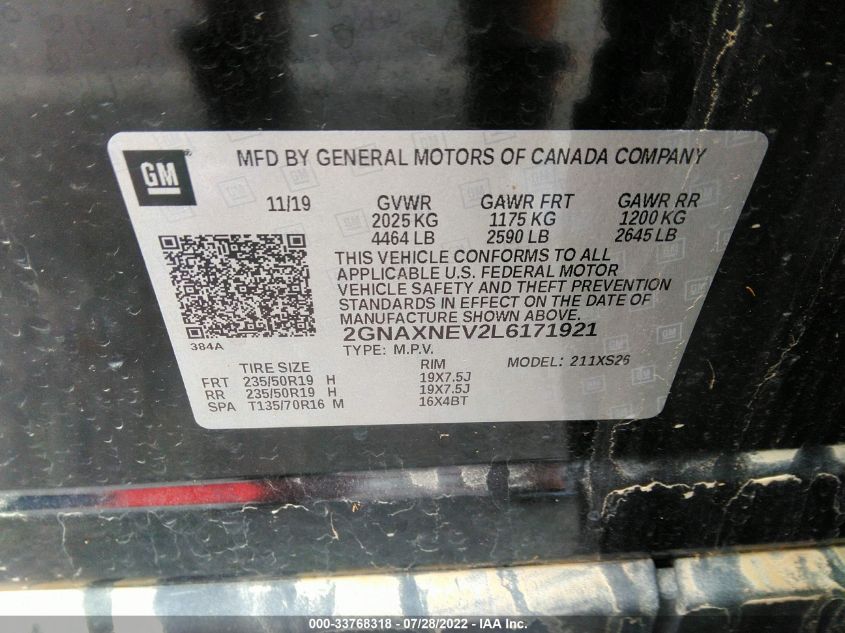 GM
MFD BY GENERAL MOTORS OF CANADA COMPANY
11/19 GVWR GAWR FRT GAWR RR
2025 KG 1175 KG 1200 KG
4464 LB 2590 LB 2645 LB
THIS VEHICLE CONFORMS TO ALL
APPLICABLE U.S. FEDERAL MOTOR
VEHICLE SAFETY AND THEFT PREVENTION
STANDARDS IN EFFECT ON THE DATE OF
MANUFACTURE SHOWN ABOVE.
384A
2GNAXNEV2L6171921
TYPE: M.P.V. MODEL: 211XS26
TIRE SIZE RIM
FRT 235/50R19 H 19X7.5J
RR 235/50R19 H 19X7.5J
SPA T135/70R16 M 16X4BT
000-33768318 - 07/28/2022 - IAA Inc.